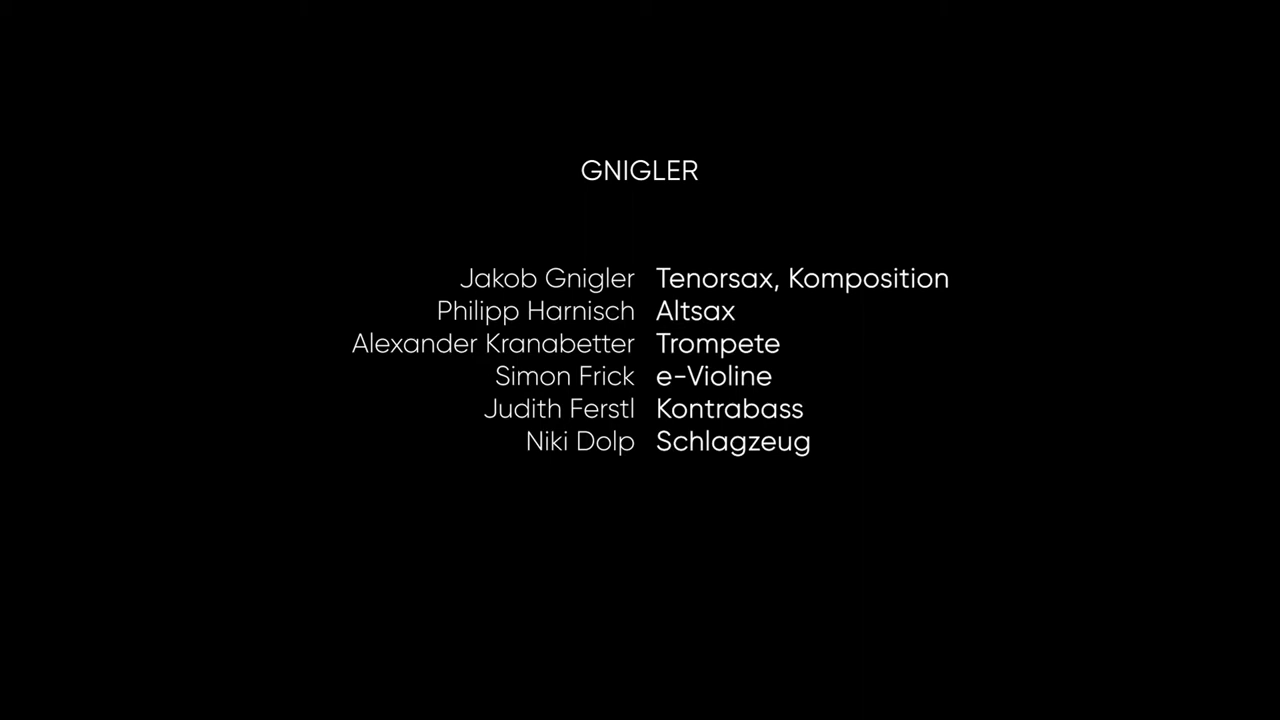 GNIGLER
Jakob Gnigler Tenorsax, Komposition
Philipp Harnisch Altsax
Alexander Kranabetter Trompete
Simon Frick e-Violine
Judith Ferstl Kontrabass
Niki Dolp Schlagzeug